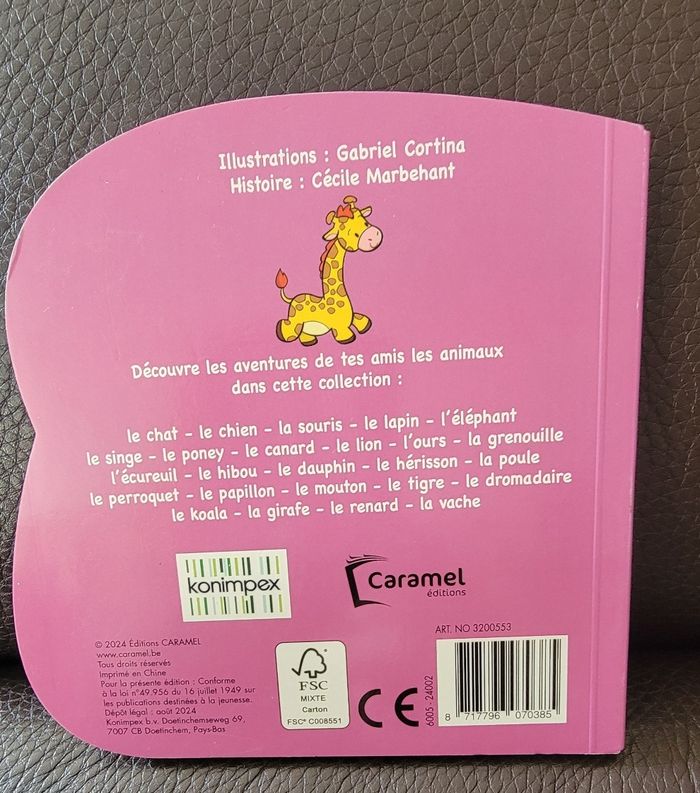 Illustrations : Gabriel Cortina
Histoire : Cécile Marbehant
Découvre les aventures de tes amis les animaux
dans cette collection :
le chat – le chien – la souris – le lapin – l'éléphant
le singe – le poney – le canard – le lion – l'ours – la grenouille
l'écureuil – le hibou – le dauphin – le hérisson – la poule
le perroquet – le papillon – le mouton – le tigre – le dromadaire
le koala – la girafe – le renard – la vache
konimpex
Caramel
éditions
© 2024 Éditions CARAMEL
www.caramel.be
Tous droits réservés
Imprimé en Chine
Pour la présente édition : Conforme
à la loi n°49.956 du 16 juillet 1949 sur les
publications destinées à la jeunesse.
Dépôt légal : août 2024
Konimpex b.v. Doetinchemseweg 69,
7007 CB Doetinchem, Pays-Bas
FSC
MIXTE
Carton
FSC® C008551
CE
6005 - 24002
ART. NO 3200553
8 717796 070385